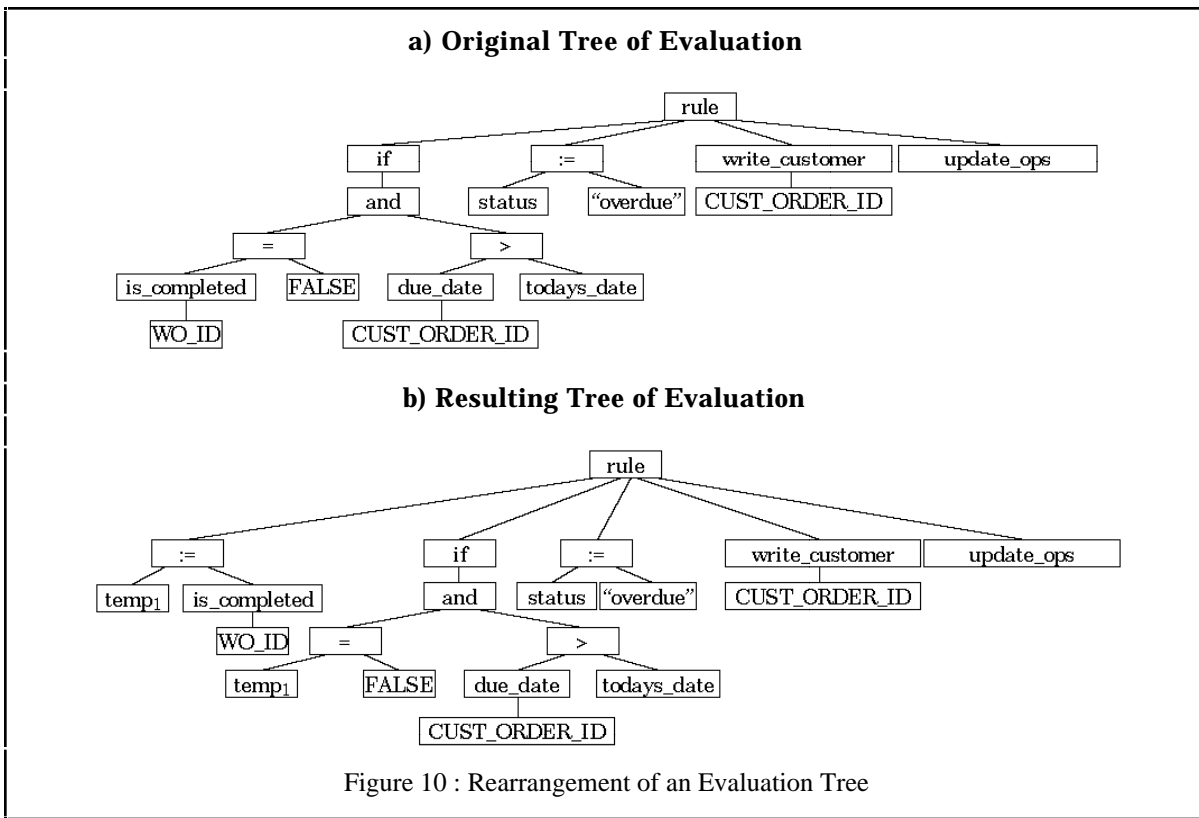 a) Original Tree of Evaluation
rule
if := write_customer update_ops
and status “overdue” CUST_ORDER_ID
= >
is_completed FALSE due_date todays_date
WO_ID CUST_ORDER_ID
b) Resulting Tree of Evaluation
rule
:= if := write_customer update_ops
temp₁ is_completed and status “overdue” CUST_ORDER_ID
WO_ID = >
temp₁ FALSE due_date todays_date
CUST_ORDER_ID
Figure 10 : Rearrangement of an Evaluation Tree